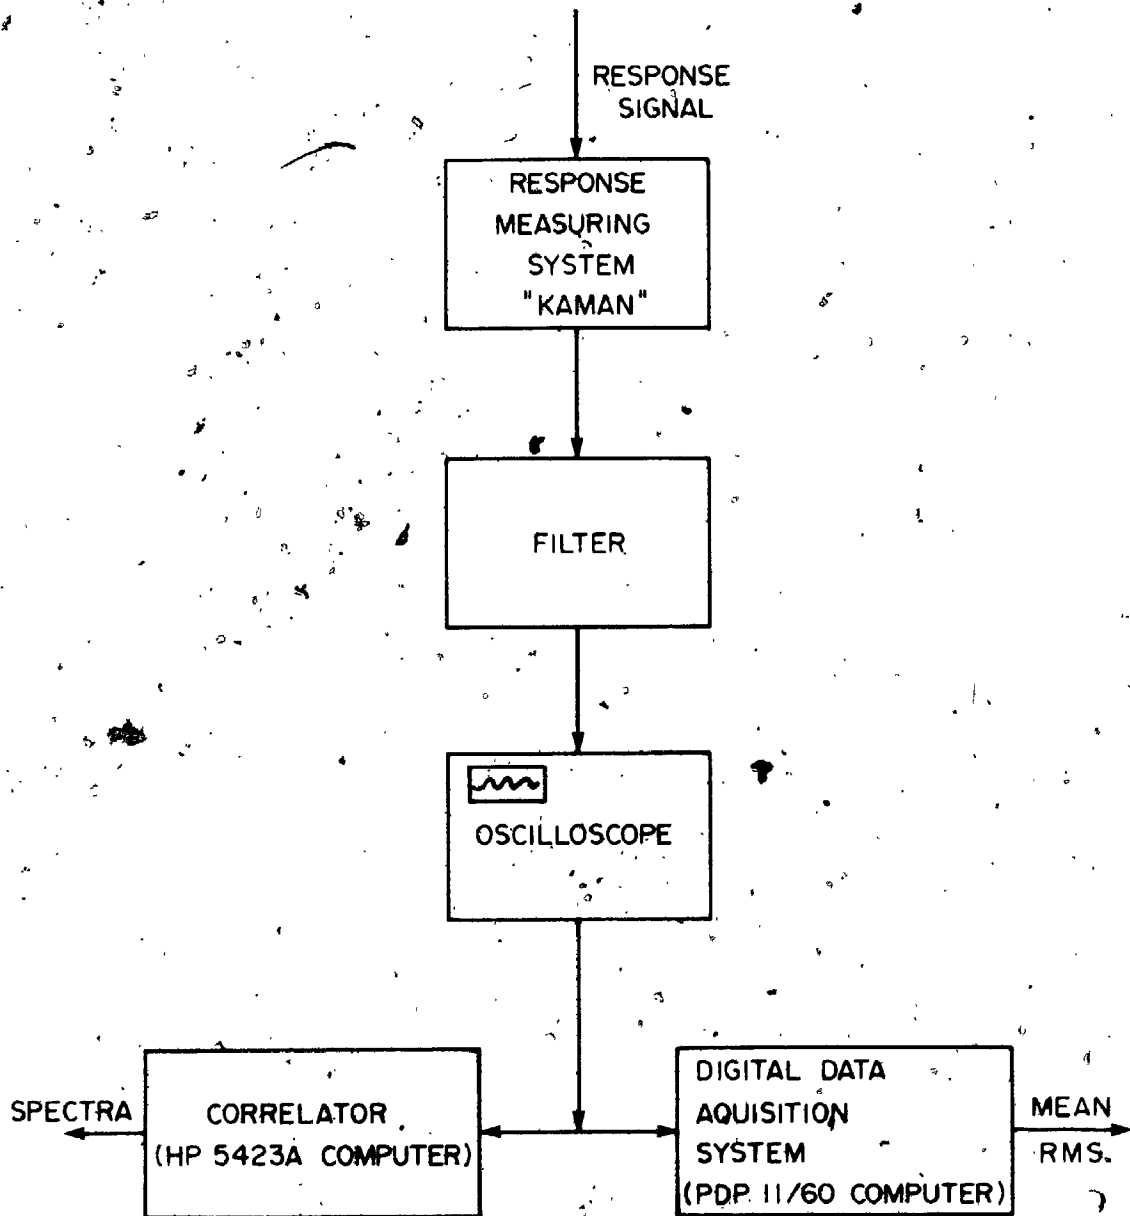 RESPONSE
SIGNAL
RESPONSE
MEASURING
SYSTEM
"KAMAN"
FILTER
OSCILLOSCOPE
SPECTRA
CORRELATOR
(HP 5423A COMPUTER)
DIGITAL DATA
AQUISITION
SYSTEM
(PDP 11/60 COMPUTER)
MEAN
RMS.